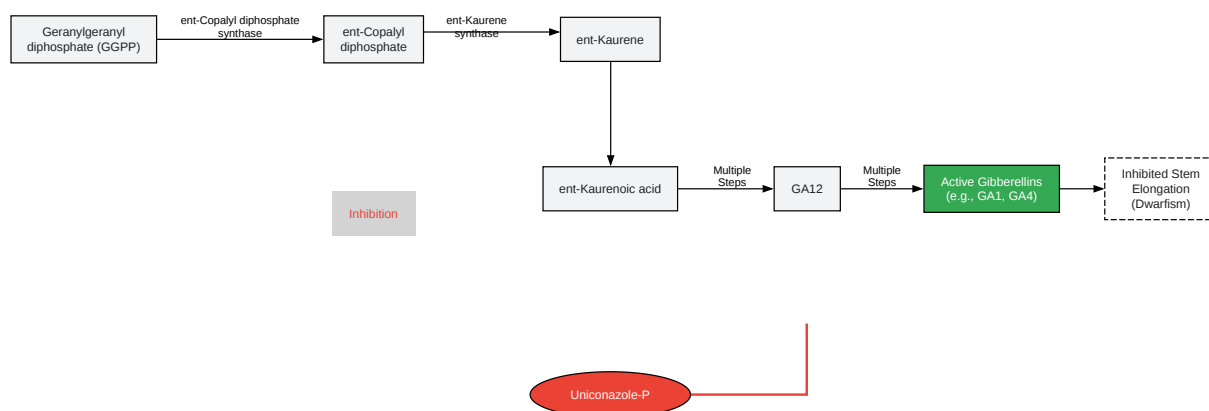 Geranylgeranyl
diphosphate (GGPP)
ent-Copalyl diphosphate
synthase
ent-Copalyl
diphosphate
ent-Kaurene
synthase
ent-Kaurene
ent-Kaurenoic acid
Multiple
Steps
GA12
Multiple
Steps
Active Gibberellins
(e.g., GA1, GA4)
Inhibited Stem
Elongation
(Dwarfism)
Inhibition
Uniconazole-P